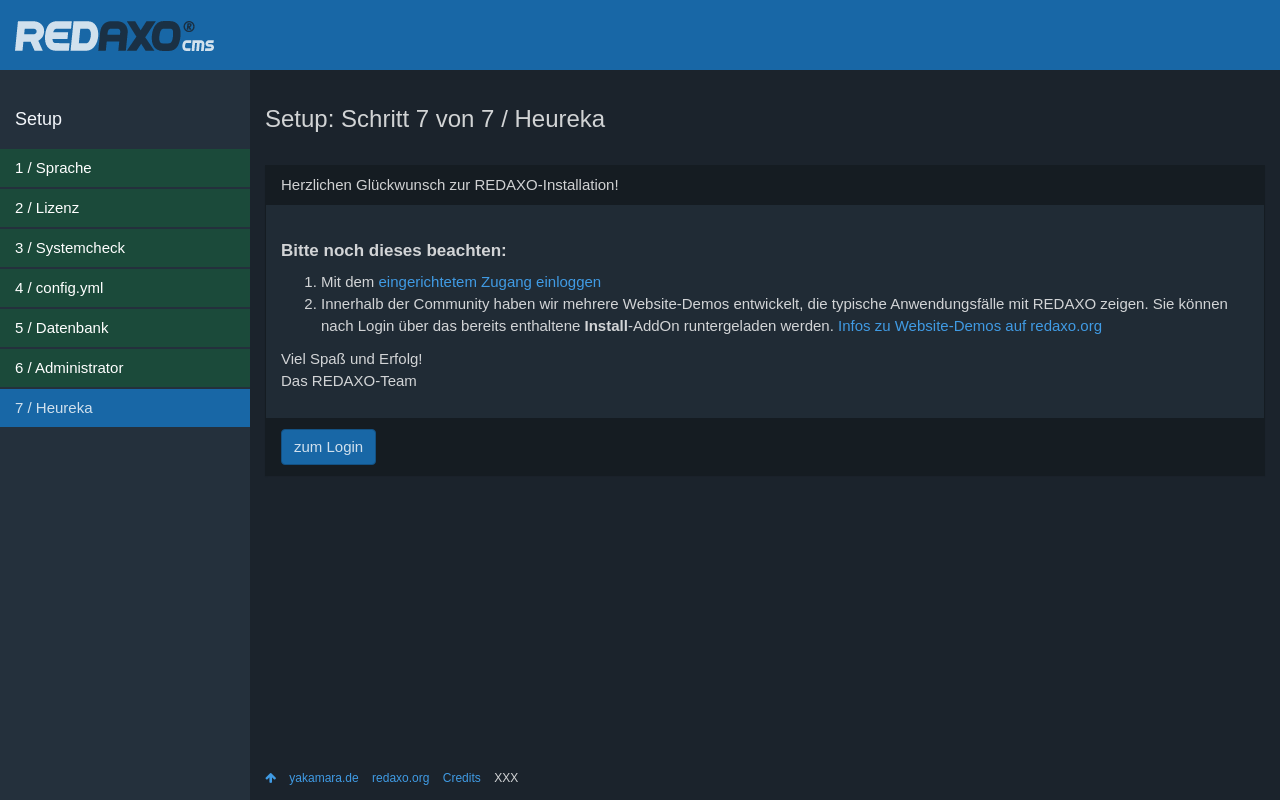 REDAXO® cms
Setup
1 / Sprache
2 / Lizenz
3 / Systemcheck
4 / config.yml
5 / Datenbank
6 / Administrator
7 / Heureka
Setup: Schritt 7 von 7 / Heureka
Herzlichen Glückwunsch zur REDAXO-Installation!
Bitte noch dieses beachten:
1. Mit dem eingerichtetem Zugang einloggen
2. Innerhalb der Community haben wir mehrere Website-Demos entwickelt, die typische Anwendungsfälle mit REDAXO zeigen. Sie können
nach Login über das bereits enthaltene Install-AddOn runtergeladen werden. Infos zu Website-Demos auf redaxo.org
Viel Spaß und Erfolg!
Das REDAXO-Team
zum Login
yakamara.de redaxo.org Credits XXX